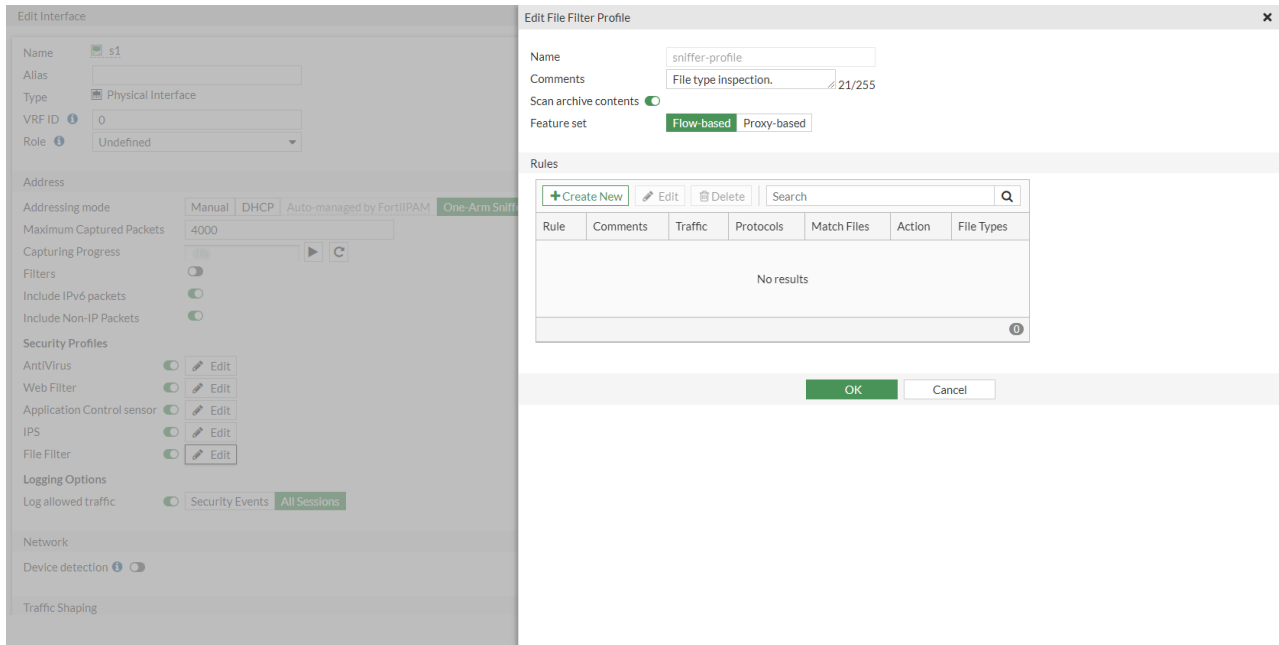 Edit Interface
Name s1
Alias
Type Physical Interface
VRF ID 0
Role Undefined
Address
Addressing mode Manual DHCP Auto-managed by FortiIPAM One-Arm Sniffe
Maximum Captured Packets 4000
Capturing Progress
Filters
Include IPv6 packets
Include Non-IP Packets
Security Profiles
AntiVirus Edit
Web Filter Edit
Application Control sensor Edit
IPS Edit
File Filter Edit
Logging Options
Log allowed traffic Security Events All Sessions
Network
Device detection
Traffic Shaping
Edit File Filter Profile
Name sniffer-profile
Comments File type inspection. 21/255
Scan archive contents
Feature set Flow-based Proxy-based
Rules
Create New Edit Delete Search
Rule Comments Traffic Protocols Match Files Action File Types
No results
0
OK Cancel